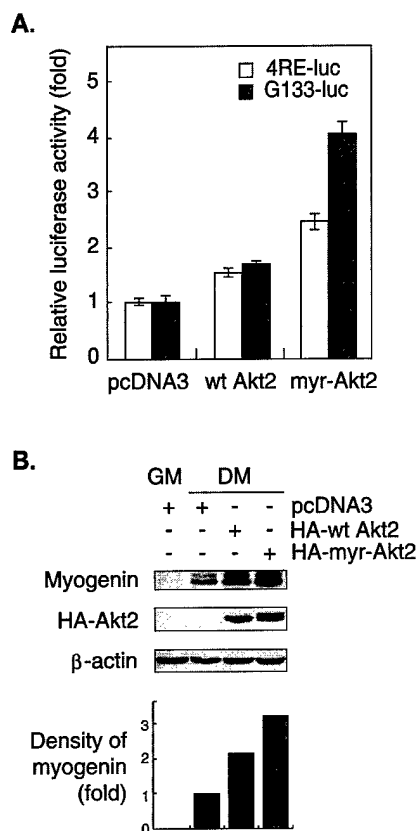 A.
Relative luciferase activity (fold)
5
4
3
2
1
0
4RE-luc
G133-luc
pcDNA3
wt Akt2
myr-Akt2
B.
GM DM
+ + - - pcDNA3
- - + - HA-wt Akt2
- - - + HA-myr-Akt2
Myogenin
HA-Akt2
β-actin
Density of
myogenin
(fold)
3
2
1
0